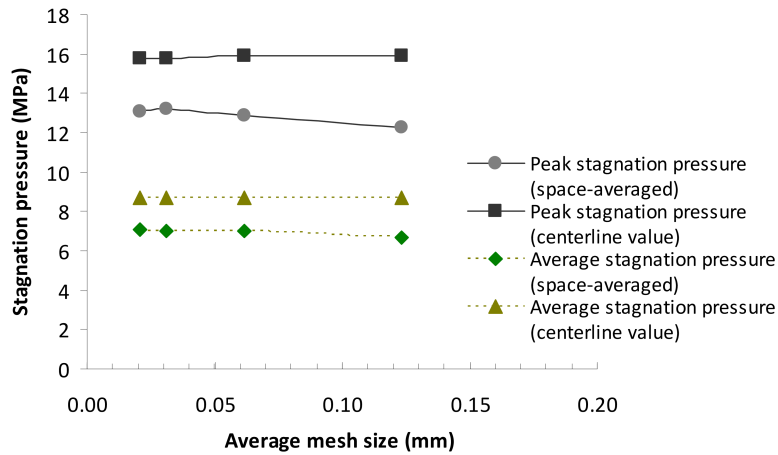 18
16
14
12
10
8
6
4
2
0
Stagnation pressure (MPa)
0.00 0.05 0.10 0.15 0.20
Average mesh size (mm)
Peak stagnation pressure
(space-averaged)
Peak stagnation pressure
(centerline value)
Average stagnation pressure
(space-averaged)
Average stagnation pressure
(centerline value)